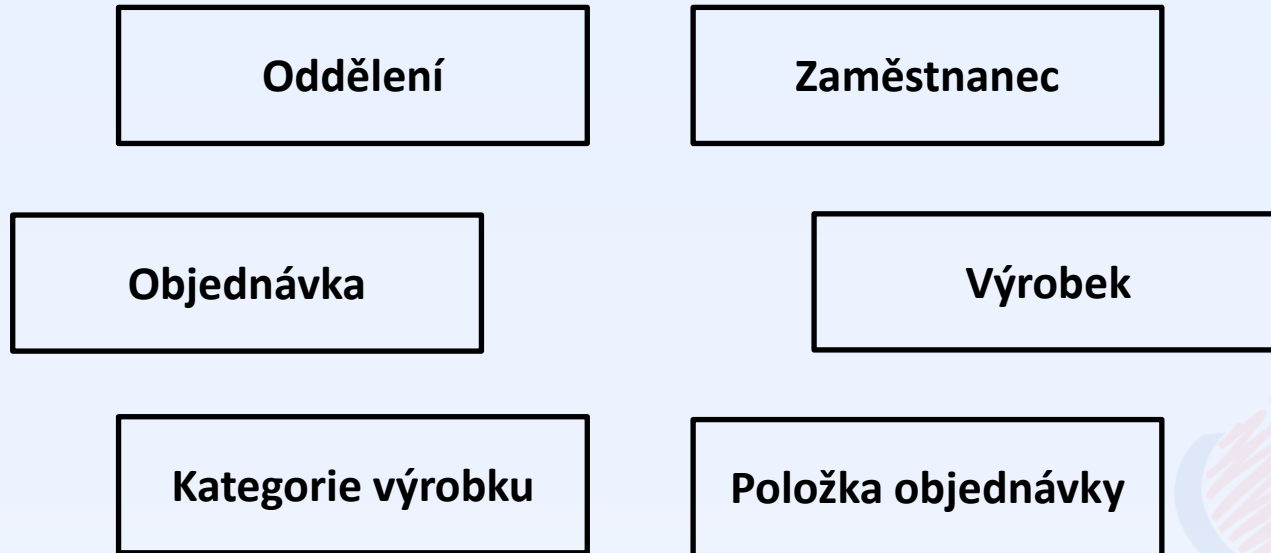 Oddělení
Zaměstnanec
Objednávka
Výrobek
Kategorie výrobku
Položka objednávky